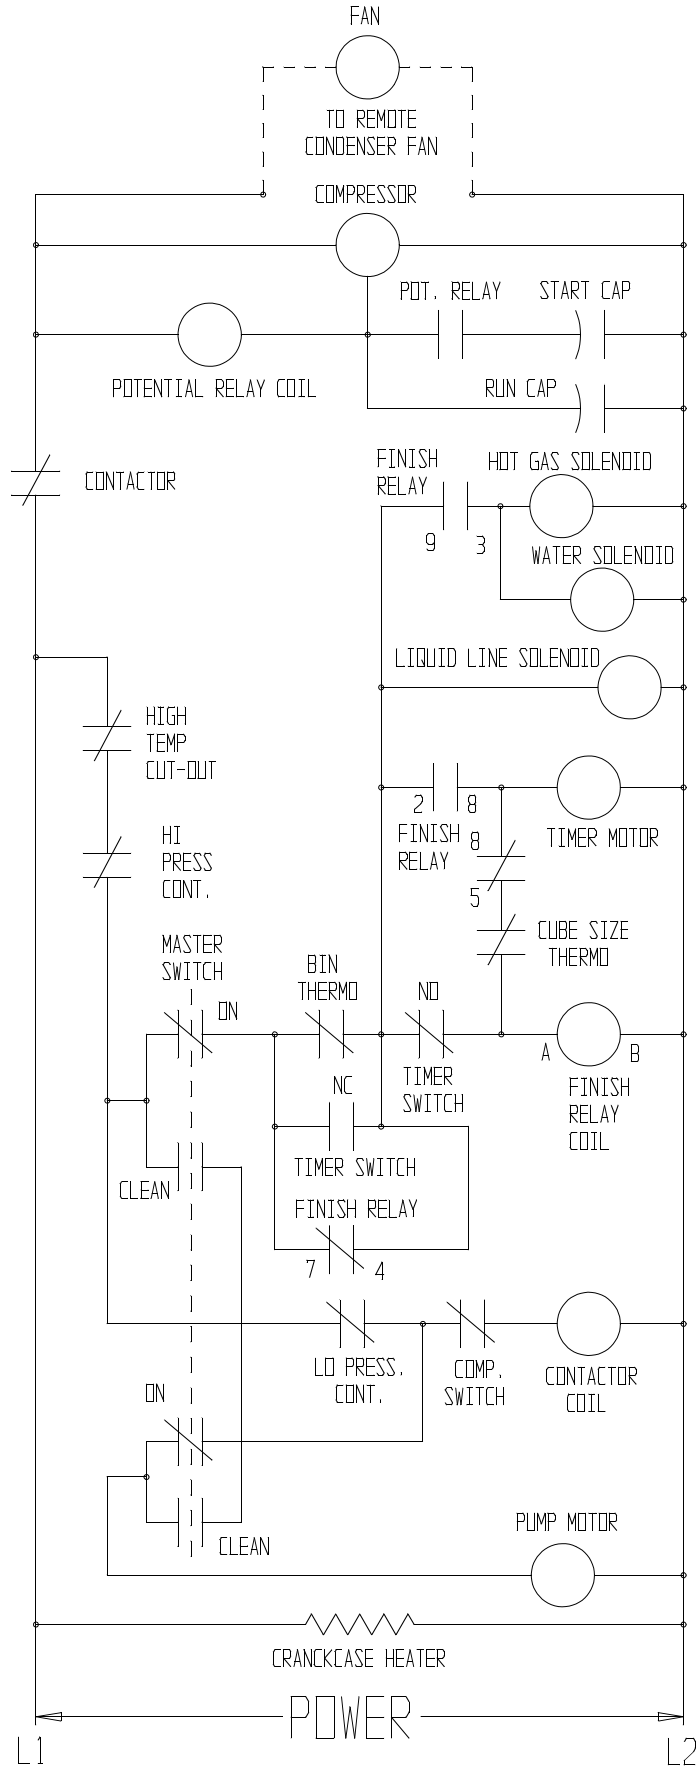 FAN
TO REMOTE
CONDENSER FAN
COMPRESSOR
POT. RELAY
START CAP
POTENTIAL RELAY COIL
RUN CAP
CONTACTOR
FINISH
RELAY
HOT GAS SOLENOID
9
3
WATER SOLENOID
LIQUID LINE SOLENOID
HIGH
TEMP
CUT-OUT
2
8
FINISH
RELAY
TIMER MOTOR
HI
PRESS
CONT.
8
5
CUBE SIZE
THERMO
MASTER
SWITCH
ON
BIN
THERMO
NO
TIMER
SWITCH
A
B
FINISH
RELAY
COIL
NC
TIMER SWITCH
CLEAN
FINISH RELAY
7
4
LO PRESS.
CONT.
COMP.
SWITCH
CONTACTOR
COIL
ON
CLEAN
PUMP MOTOR
CRANCKCASE HEATER
POWER
L1
L2